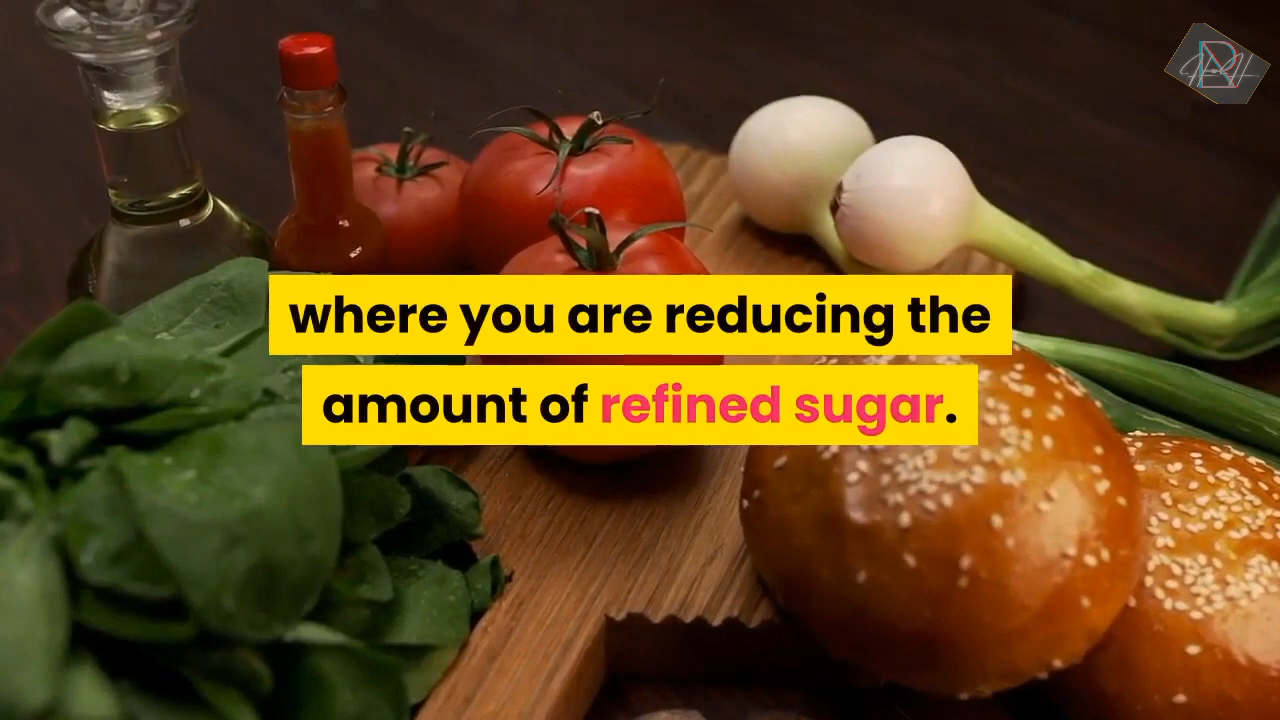 where you are reducing the
amount of refined sugar.